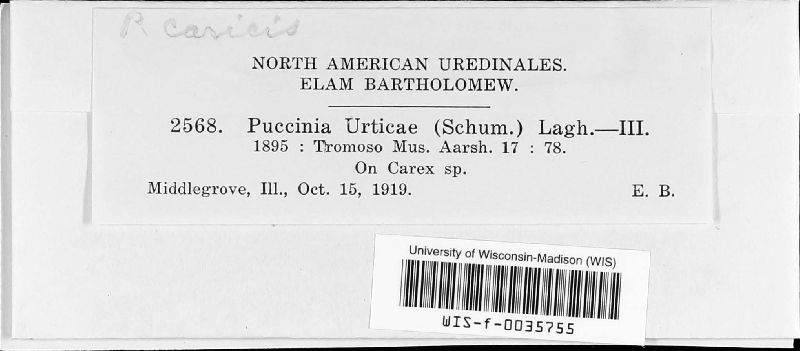 P. caricis
NORTH AMERICAN UREDINALES.
ELAM BARTHOLOMEW.
2568. Puccinia Urticae (Schum.) Lagh.—III.
1895 : Tromoso Mus. Aarsh. 17 : 78.
On Carex sp.
Middlegrove, Ill., Oct. 15, 1919. E. B.
University of Wisconsin-Madison (WIS)
WIS-f-0035755